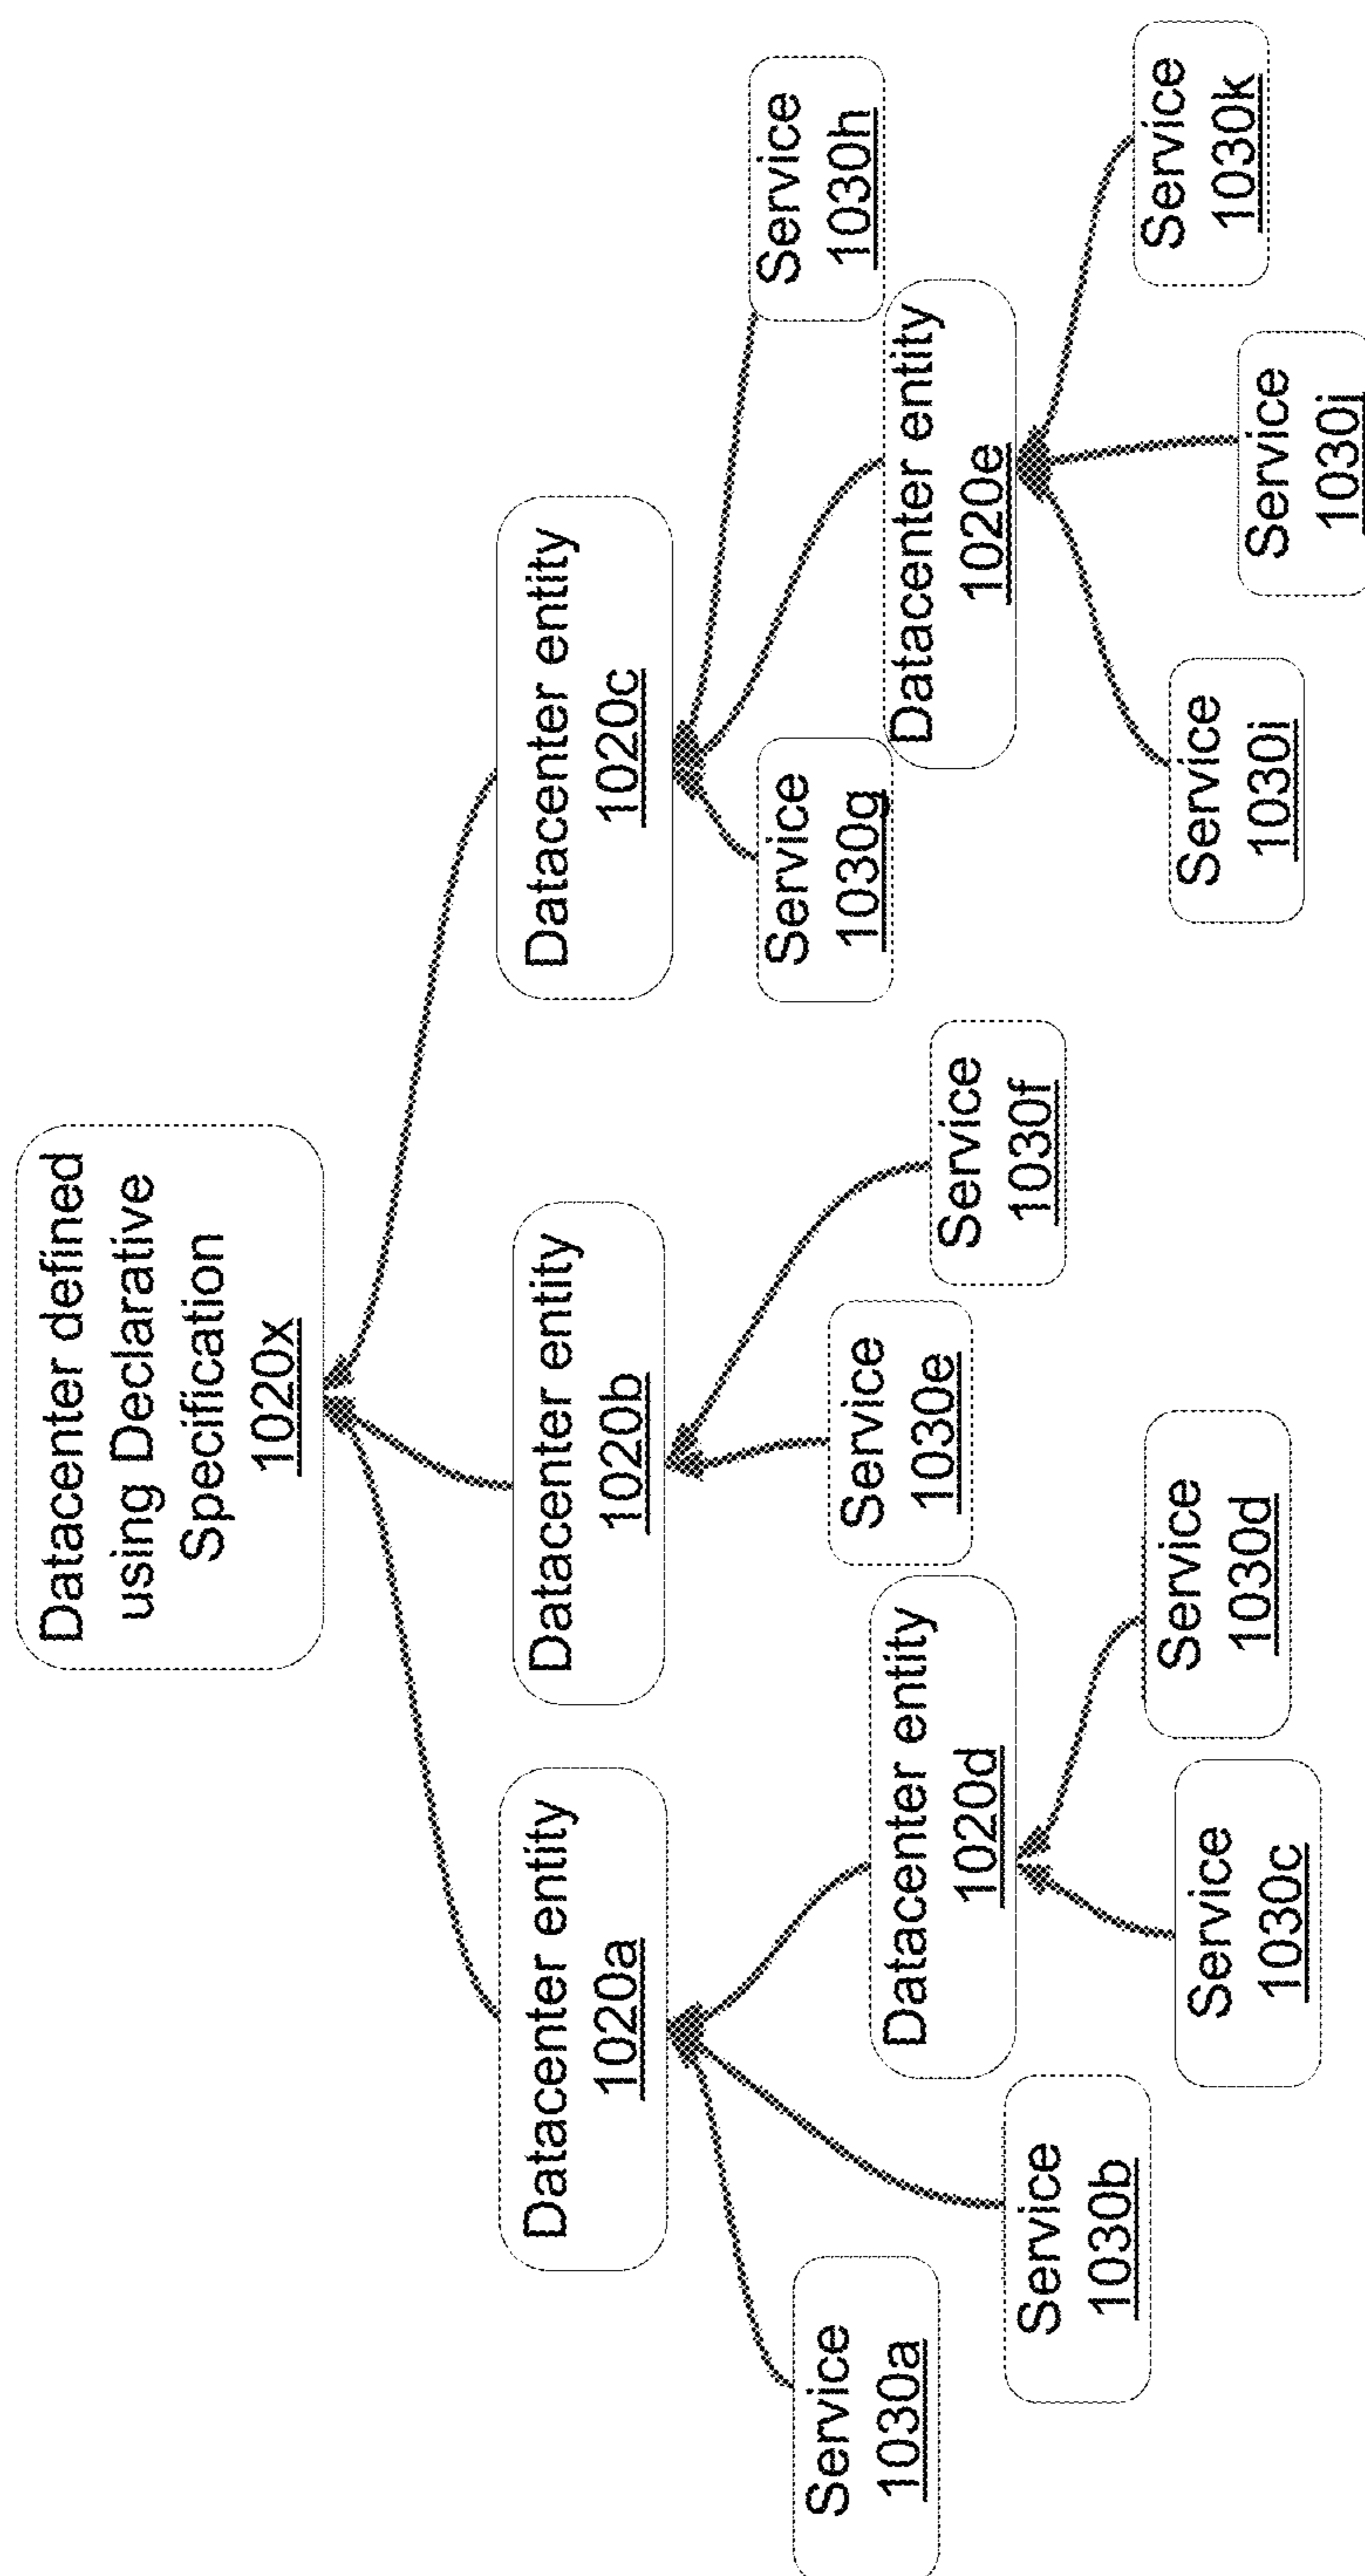 Datacenter defined
using Declarative
Specification
1020x
Datacenter entity
1020a
Datacenter entity
1020b
Datacenter entity
1020c
Service
1030a
Service
1030b
Datacenter entity
1020d
Service
1030c
Service
1030d
Service
1030e
Service
1030f
Service
1030g
Service
1030h
Datacenter entity
1020e
Service
1030i
Service
1030j
Service
1030k